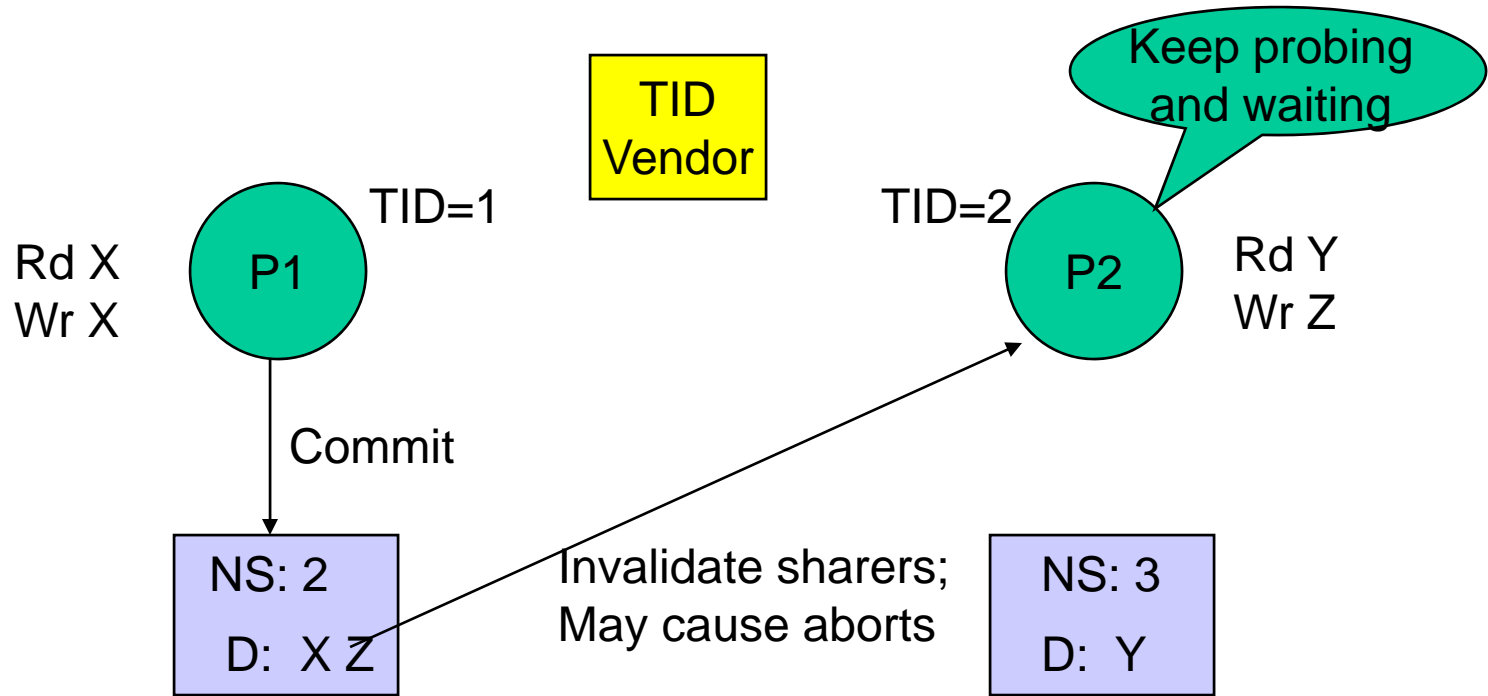 Keep probing
and waiting
TID
Vendor
TID=1
TID=2
Rd X
Wr X
P1
P2
Rd Y
Wr Z
Commit
NS: 2
D: X Z
Invalidate sharers;
May cause aborts
NS: 3
D: Y